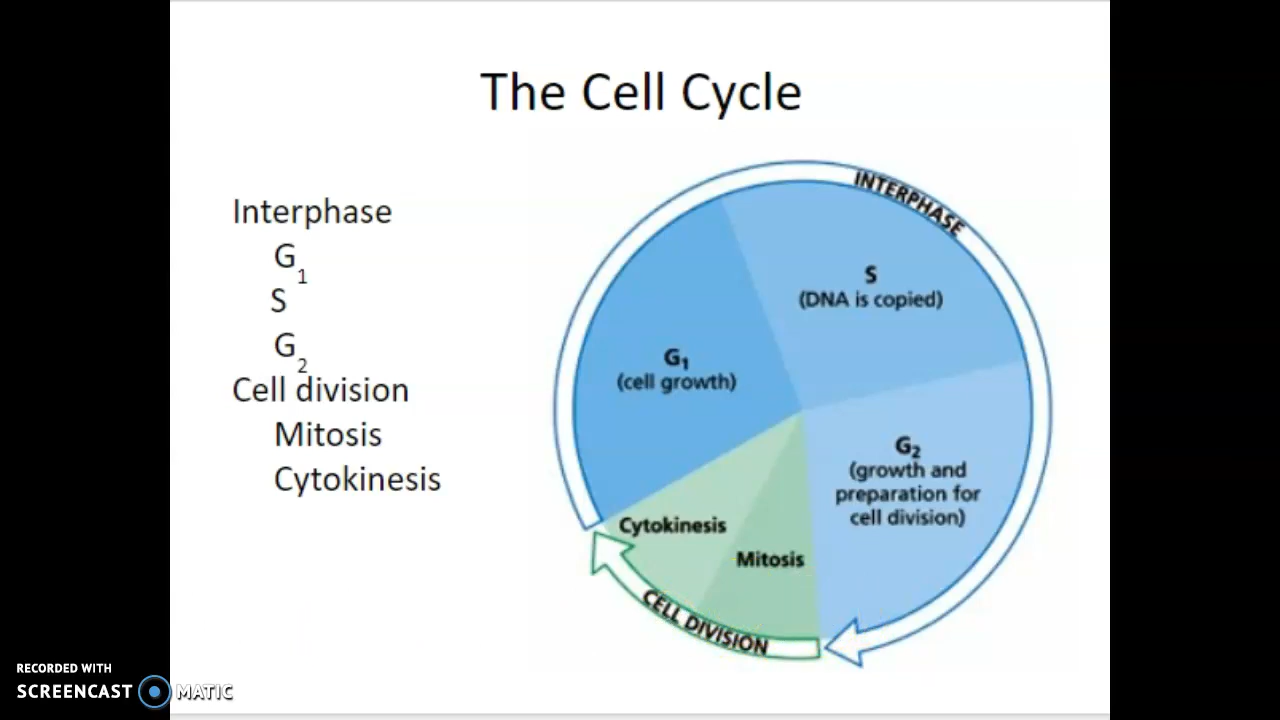 The Cell Cycle
Interphase
G1
S
G2
Cell division
Mitosis
Cytokinesis
INTERPHASE
S
(DNA is copied)
G1
(cell growth)
G2
(growth and
preparation for
cell division)
Cytokinesis
Mitosis
CELL DIVISION
RECORDED WITH
SCREENCAST MATIC